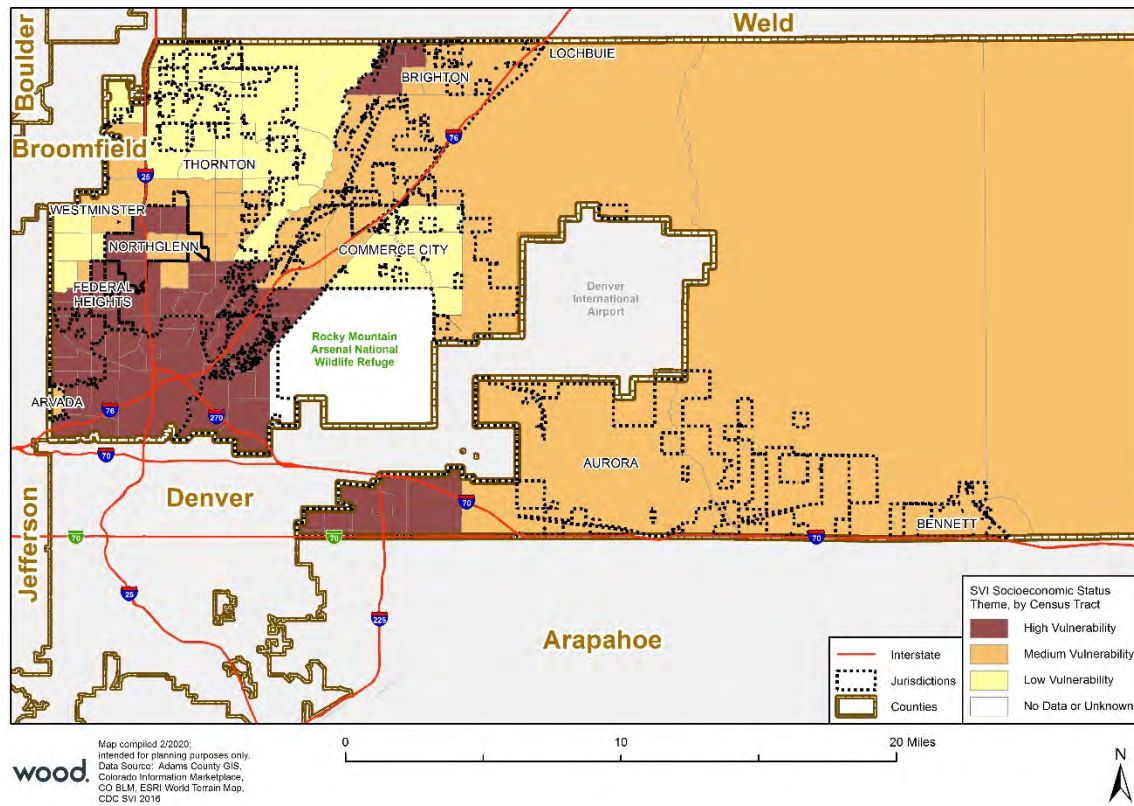 Weld
Boulder
LOCHBUIE
BRIGHTON
76
Broomfield
THORNTON
25
WESTMINSTER
NORTHGLENN
COMMERCE CITY
FEDERAL
HEIGHTS
Denver
International
Airport
Rocky Mountain
Arsenal National
Wildlife Refuge
ARVADA
76
270
70
AURORA
Denver
70
BENNETT
Jefferson
70
70
70
25
225
Arapahoe
SVI Socioeconomic Status
Theme, by Census Tract
High Vulnerability
Medium Vulnerability
Low Vulnerability
No Data or Unknown
Interstate
Jurisdictions
Counties
wood.
Map compiled 2/2020;
intended for planning purposes only.
Data Source: Adams County GIS,
Colorado Information Marketplace,
CO BLM, ESRI World Terrain Map,
CDC SVI 2016
0
10
20 Miles
N